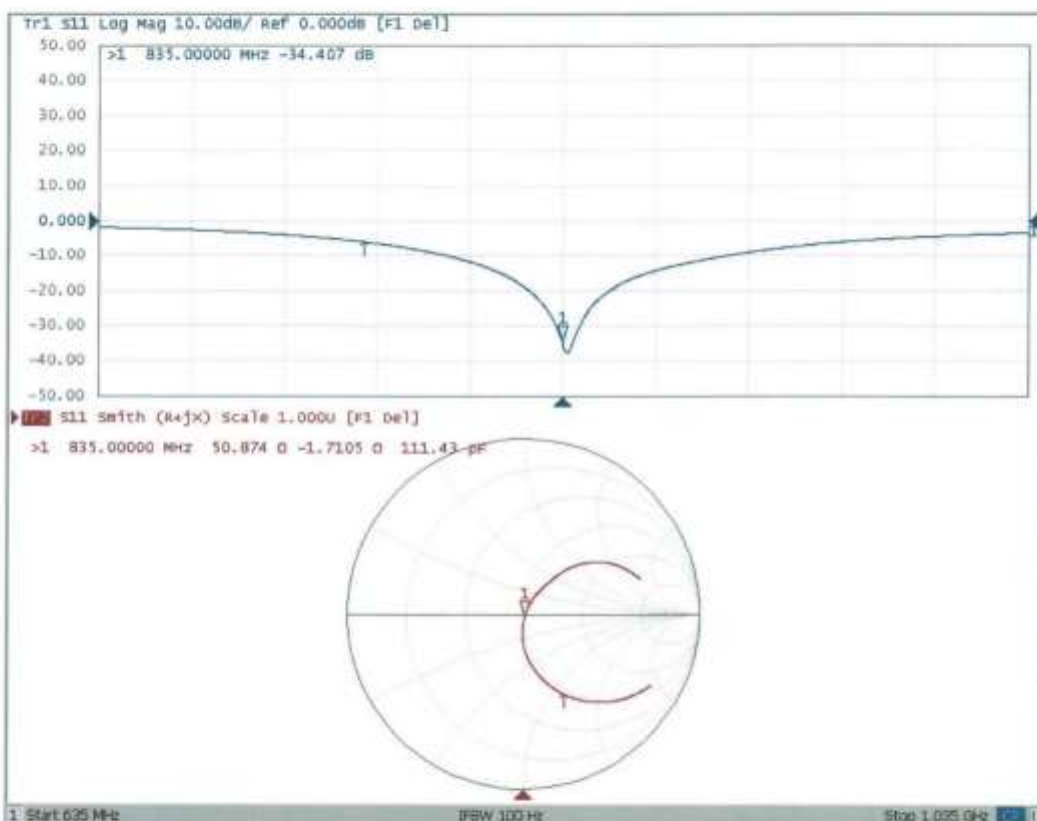 Tr1 S11 Log Mag 10.00dB/ Ref 0.000dB [F1 Del]
50.00
>1 835.00000 MHz -34.407 dB
40.00
30.00
20.00
10.00
0.000
-10.00
-20.00
1
-30.00
-40.00
-50.00
S11 Smith (R+jX) Scale 1.000U [F1 Del]
>1 835.00000 MHz 50.874 Ω -1.7105 Ω 111.43 pF
1
1 Start 635 MHz IFBW 100 Hz Stop 1.035 GHz